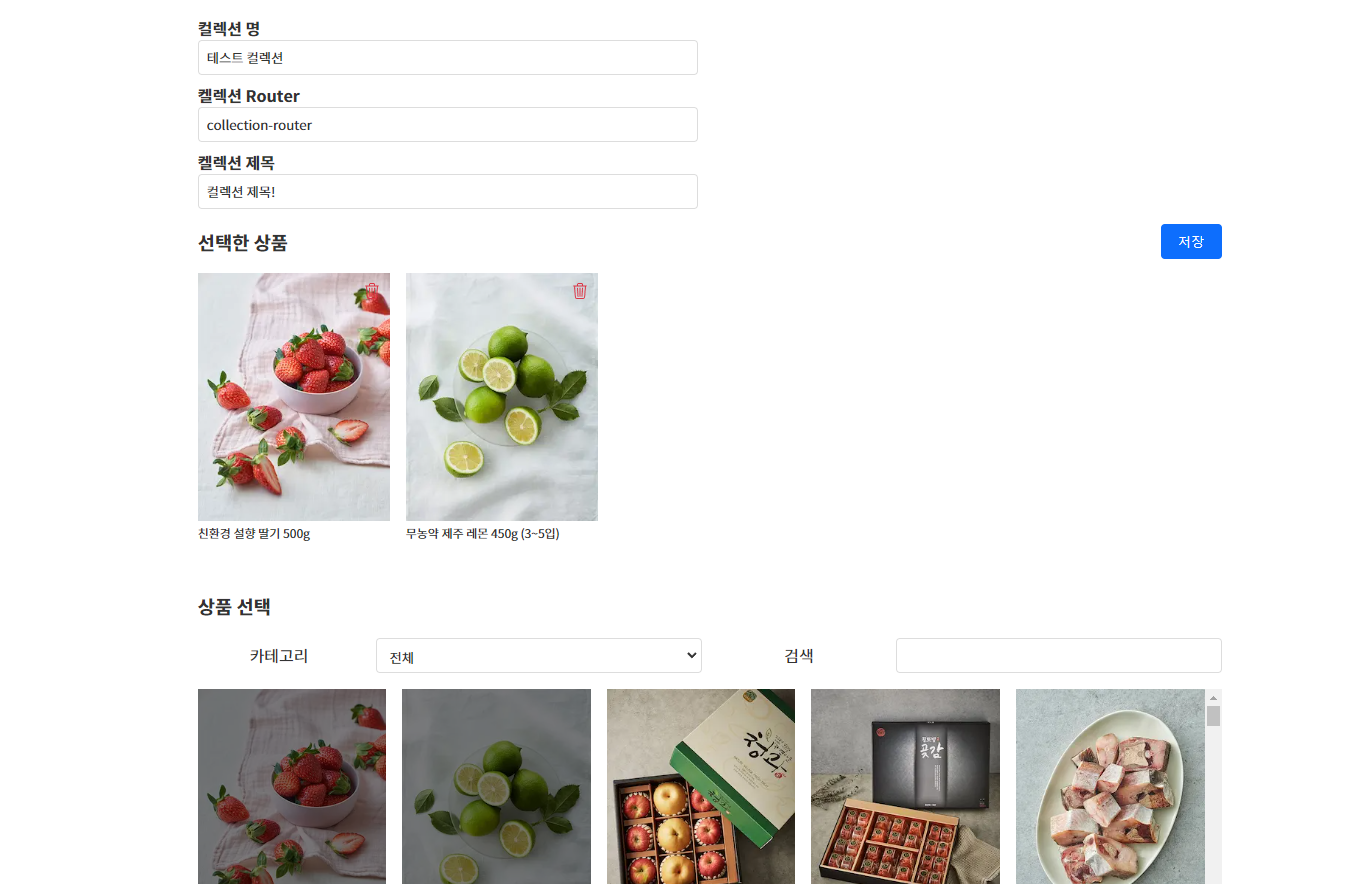 컬렉션 명
테스트 컬렉션
켈렉션 Router
collection-router
켈렉션 제목
컬렉션 제목!
선택한 상품
저장
친환경 설향 딸기 500g
무농약 제주 레몬 450g (3~5입)
상품 선택
카테고리
전체
검색
청과
곶감